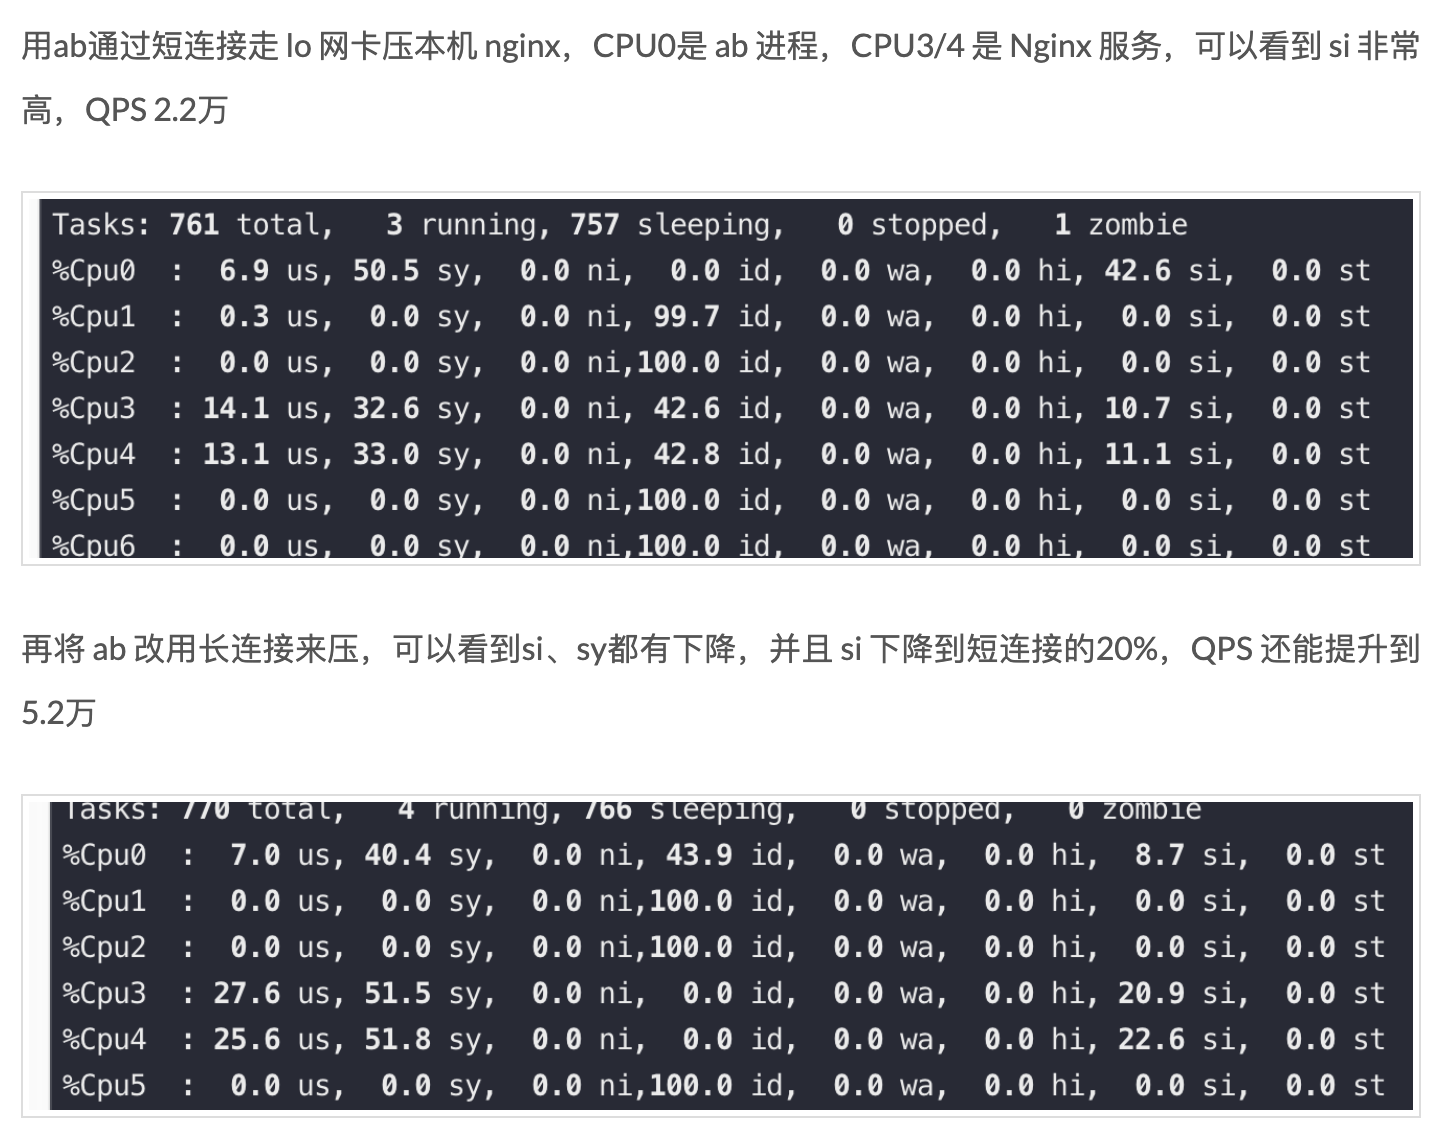 用ab通过短连接走 lo 网卡压本机 nginx，CPU0是 ab 进程，CPU3/4 是 Nginx 服务，可以看到 si 非常
高，QPS 2.2万
Tasks: 761 total,   3 running, 757 sleeping,   0 stopped,   1 zombie
%Cpu0  :  6.9 us, 50.5 sy,  0.0 ni,  0.0 id,  0.0 wa,  0.0 hi, 42.6 si,  0.0 st
%Cpu1  :  0.3 us,  0.0 sy,  0.0 ni, 99.7 id,  0.0 wa,  0.0 hi,  0.0 si,  0.0 st
%Cpu2  :  0.0 us,  0.0 sy,  0.0 ni,100.0 id,  0.0 wa,  0.0 hi,  0.0 si,  0.0 st
%Cpu3  : 14.1 us, 32.6 sy,  0.0 ni, 42.6 id,  0.0 wa,  0.0 hi, 10.7 si,  0.0 st
%Cpu4  : 13.1 us, 33.0 sy,  0.0 ni, 42.8 id,  0.0 wa,  0.0 hi, 11.1 si,  0.0 st
%Cpu5  :  0.0 us,  0.0 sy,  0.0 ni,100.0 id,  0.0 wa,  0.0 hi,  0.0 si,  0.0 st
%Cpu6  :  0.0 us,  0.0 sy,  0.0 ni,100.0 id,  0.0 wa,  0.0 hi,  0.0 si,  0.0 st
再将 ab 改用长连接来压，可以看到si、sy都有下降，并且 si 下降到短连接的20%，QPS 还能提升到
5.2万
Tasks: 770 total,   4 running, 766 sleeping,   0 stopped,   0 zombie
%Cpu0  :  7.0 us, 40.4 sy,  0.0 ni, 43.9 id,  0.0 wa,  0.0 hi,  8.7 si,  0.0 st
%Cpu1  :  0.0 us,  0.0 sy,  0.0 ni,100.0 id,  0.0 wa,  0.0 hi,  0.0 si,  0.0 st
%Cpu2  :  0.0 us,  0.0 sy,  0.0 ni,100.0 id,  0.0 wa,  0.0 hi,  0.0 si,  0.0 st
%Cpu3  : 27.6 us, 51.5 sy,  0.0 ni,  0.0 id,  0.0 wa,  0.0 hi, 20.9 si,  0.0 st
%Cpu4  : 25.6 us, 51.8 sy,  0.0 ni,  0.0 id,  0.0 wa,  0.0 hi, 22.6 si,  0.0 st
%Cpu5  :  0.0 us,  0.0 sy,  0.0 ni,100.0 id,  0.0 wa,  0.0 hi,  0.0 si,  0.0 st